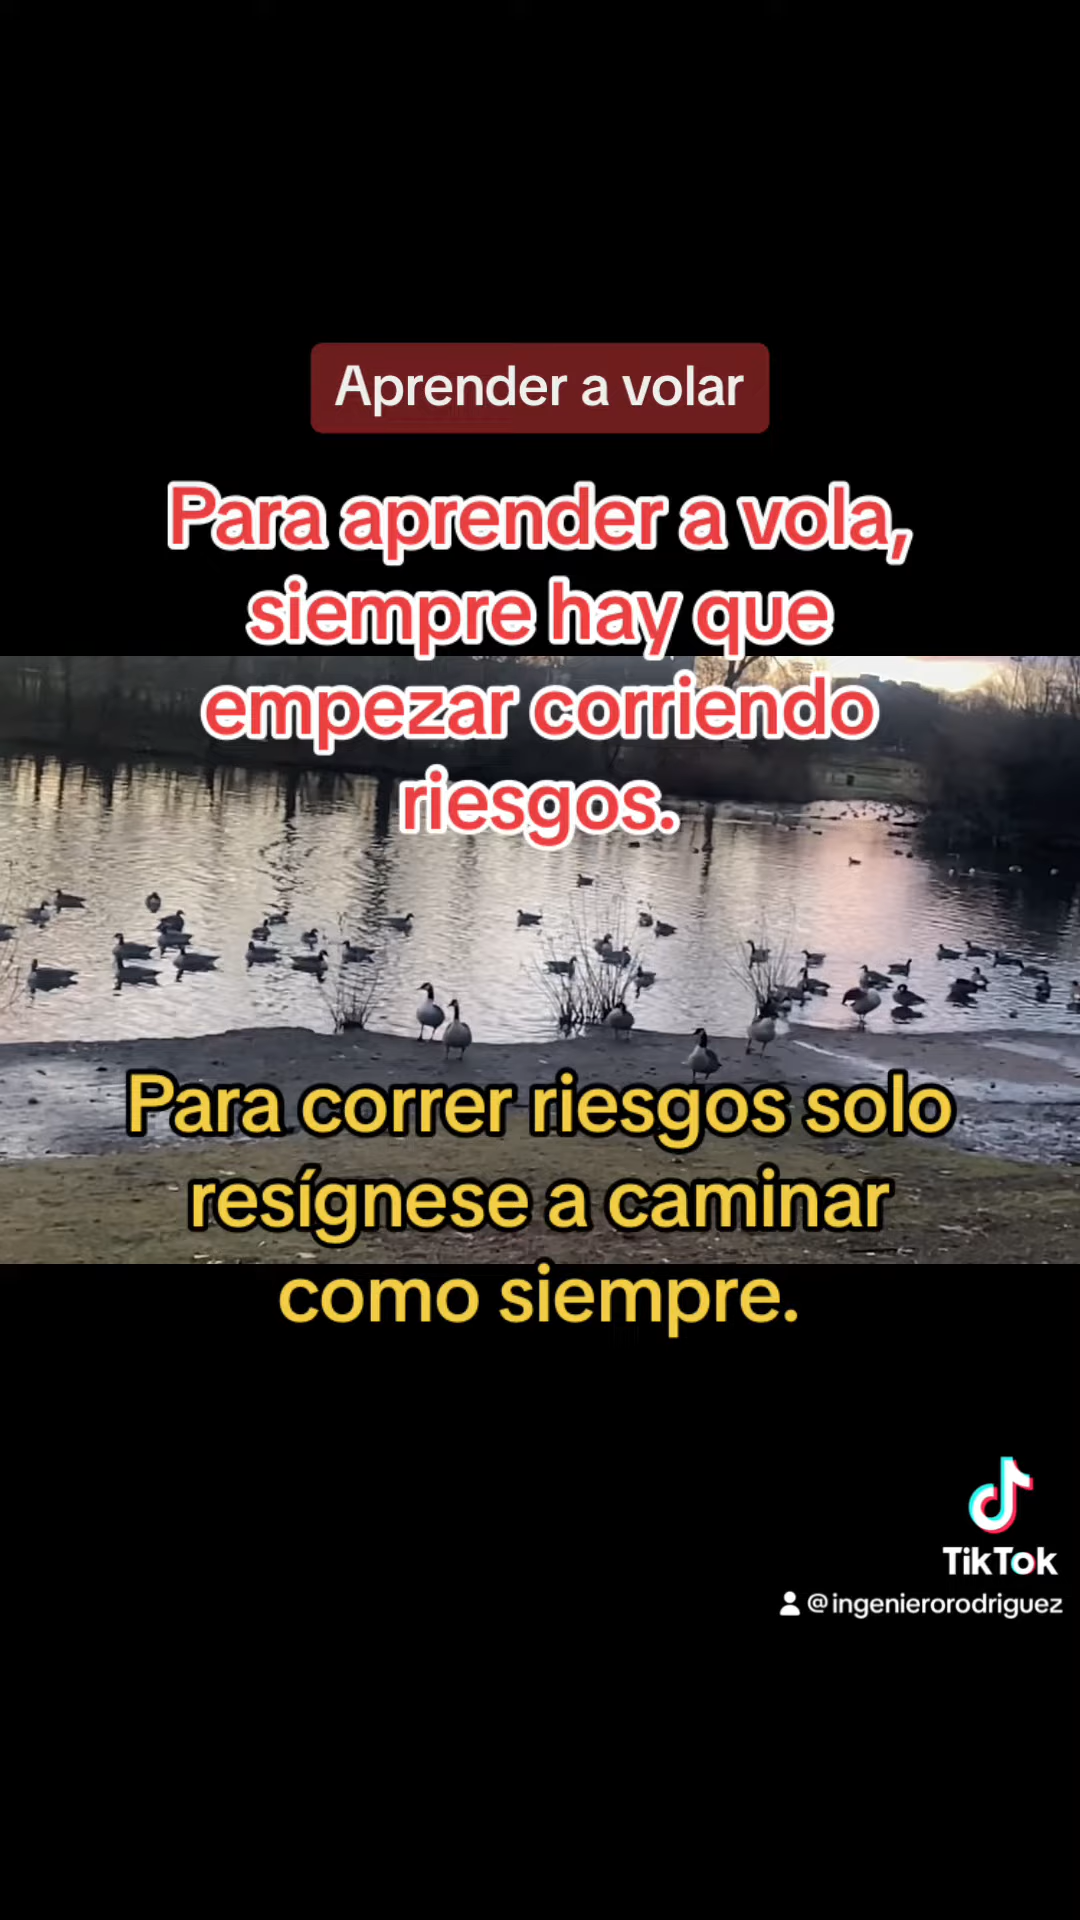 Aprender a volar
Para aprender a vola,
siempre hay que
empezar corriendo
riesgos.
Para correr riesgos solo
resígnese a caminar
como siempre.
TikTok
@ingenierorodriguez